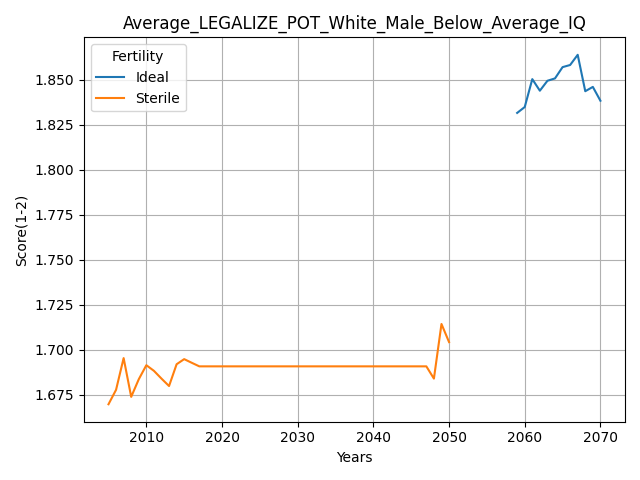 Average_LEGALIZE_POT_White_Male_Below_Average_IQ
Fertility
Ideal
Sterile
Score(1-2)
1.850
1.825
1.800
1.775
1.750
1.725
1.700
1.675
2010 2020 2030 2040 2050 2060 2070
Years